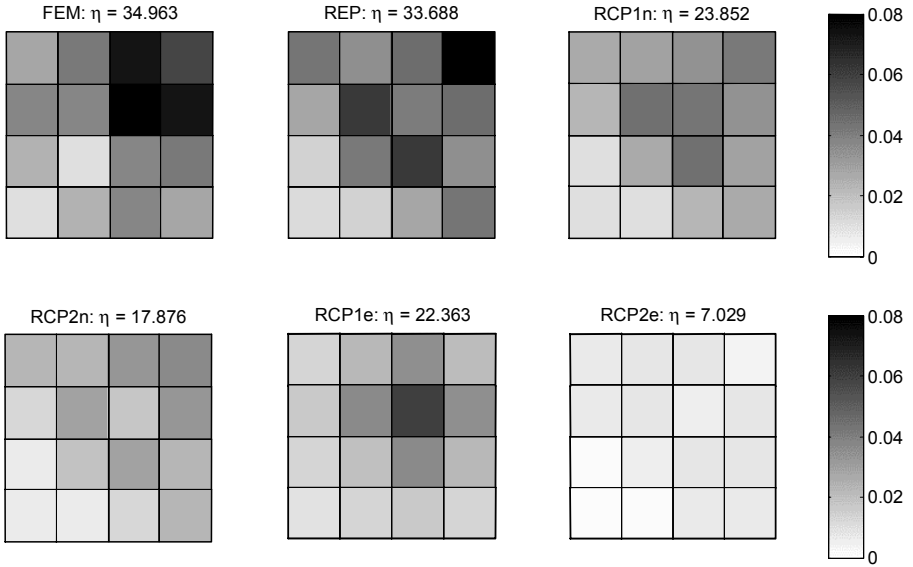 FEM: η = 34.963
REP: η = 33.688
RCP1n: η = 23.852
0.08
0.06
0.04
0.02
0
RCP2n: η = 17.876
RCP1e: η = 22.363
RCP2e: η = 7.029
0.08
0.06
0.04
0.02
0